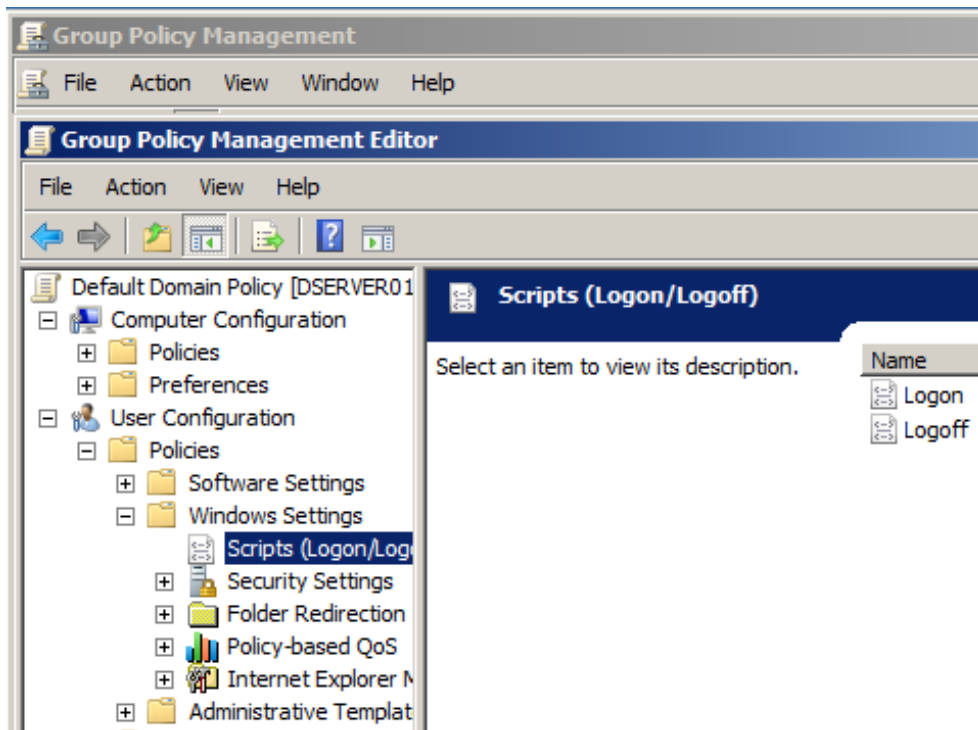 Group Policy Management
File Action View Window Help
Group Policy Management Editor
File Action View Help
Default Domain Policy [DSERVER01
Computer Configuration
Policies
Preferences
User Configuration
Policies
Software Settings
Windows Settings
Scripts (Logon/Logo
Security Settings
Folder Redirection
Policy-based QoS
Internet Explorer M
Administrative Templat
Scripts (Logon/Logoff)
Select an item to view its description.
Name
Logon
Logoff